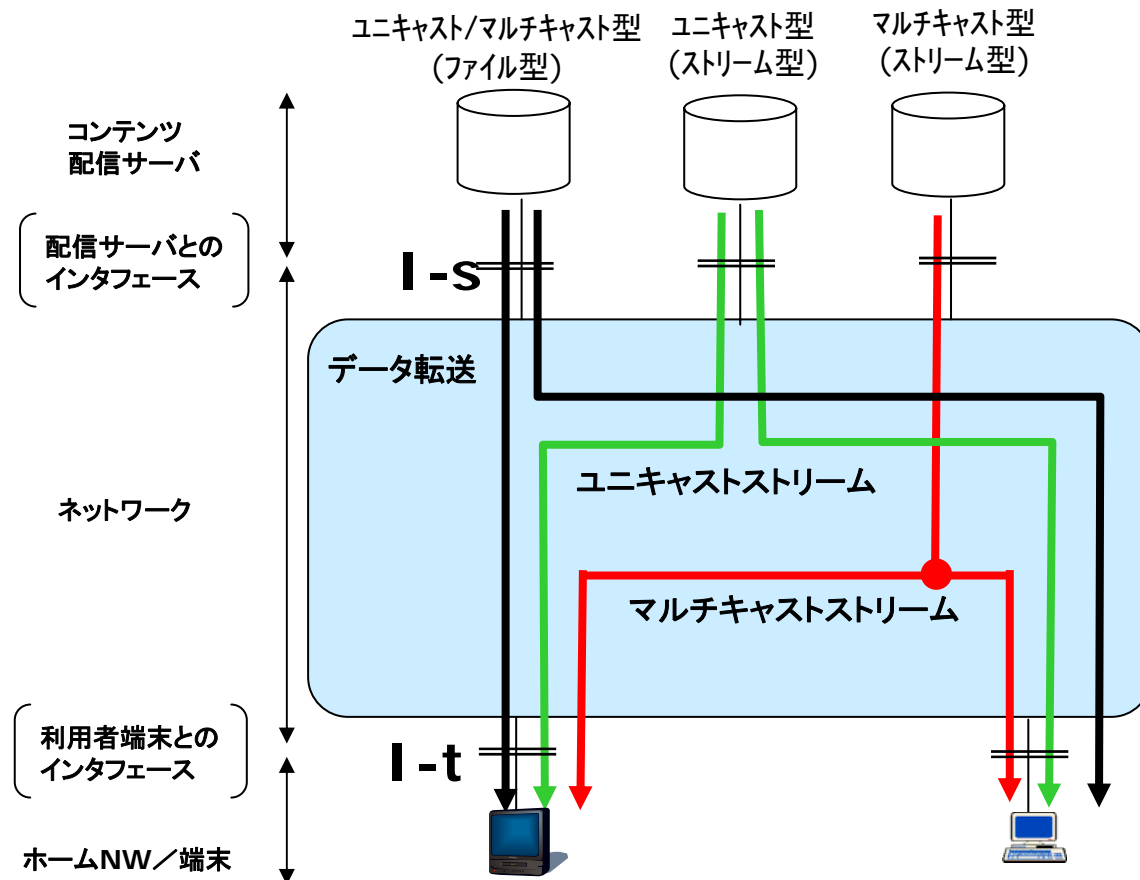 ユニキャスト/マルチキャスト型
(ファイル型)
ユニキャスト型
(ストリーム型)
マルチキャスト型
(ストリーム型)
コンテンツ
配信サーバ
配信サーバとの
インタフェース
I-s
データ転送
ユニキャストストリーム
ネットワーク
マルチキャストストリーム
利用者端末との
インタフェース
I-t
ホームNW/端末